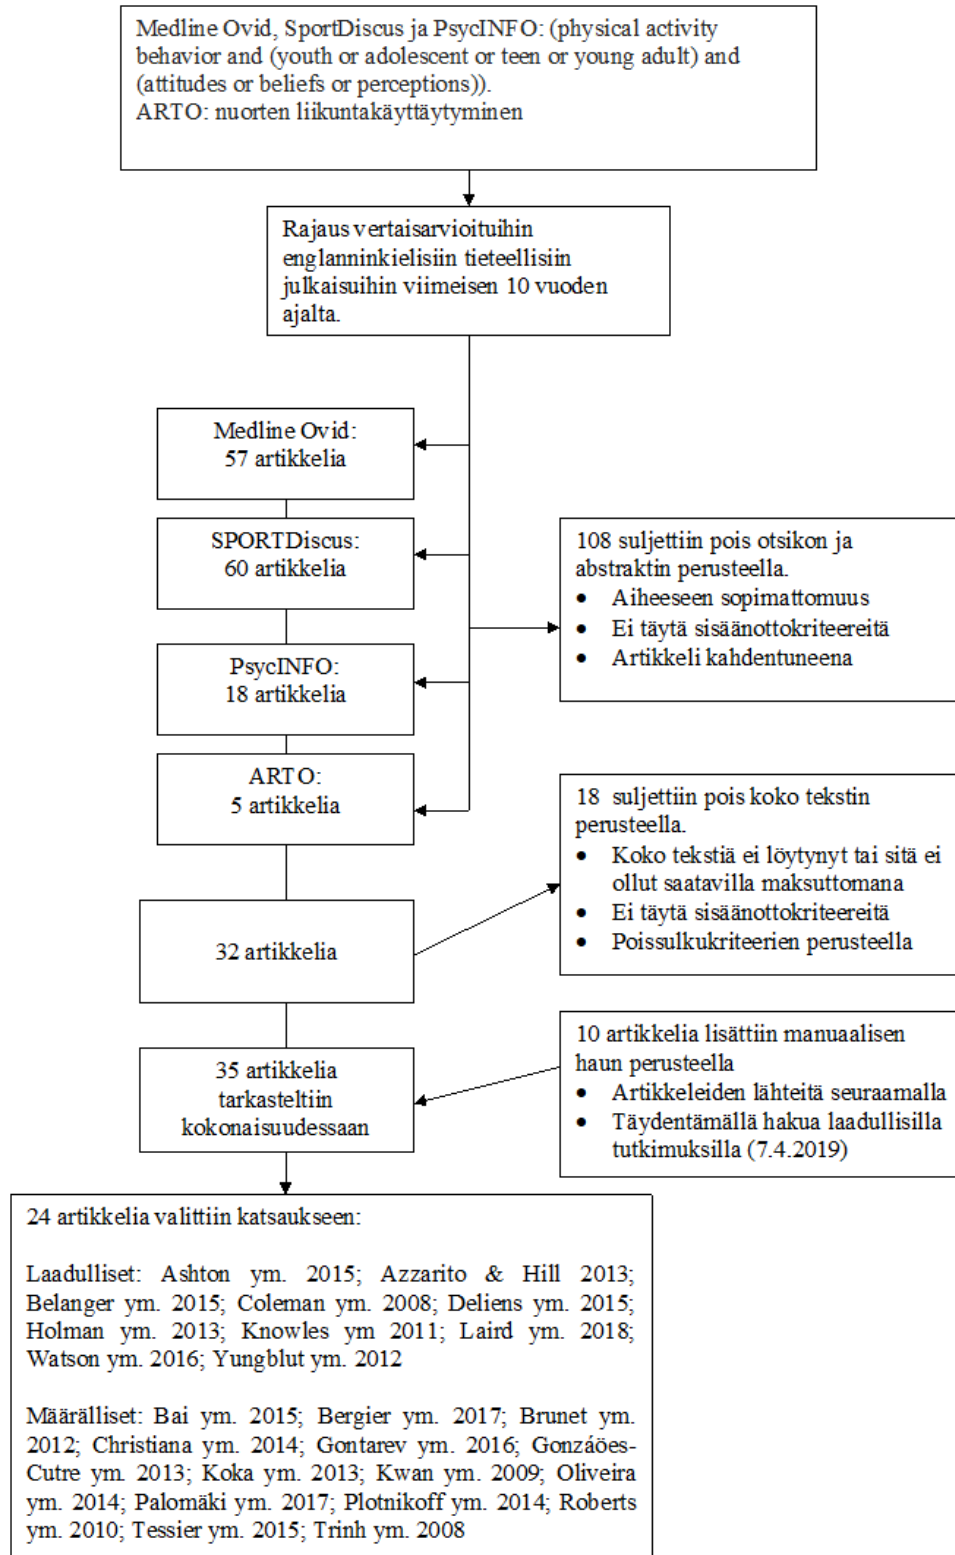 Medline Ovid, SportDiscus ja PsycINFO: (physical activity
behavior and (youth or adolescent or teen or young adult) and
(attitudes or beliefs or perceptions)).
ARTO: nuorten liikuntakäyttäytyminen
Rajaus vertaisarvioituihin
englanninkielisiin tieteellisiin
julkaisuihin viimeisen 10 vuoden
ajalta.
Medline Ovid:
57 artikkelia
SPORTDiscus:
60 artikkelia
108 suljettiin pois otsikon ja
abstraktin perusteella.
• Aiheeseen sopimattomuus
• Ei täytä sisäänottokriteereitä
• Artikkeli kahdentuneena
PsycINFO:
18 artikkelia
ARTO:
5 artikkelia
18 suljettiin pois koko tekstin
perusteella.
• Koko tekstiä ei löytynyt tai sitä ei
ollut saatavilla maksuttomana
• Ei täytä sisäänottokriteereitä
• Poissulkukriteerien perusteella
32 artikkelia
10 artikkelia lisättiin manuaalisen
haun perusteella
• Artikkeleiden lähteitä seuraamalla
• Täydentämällä hakua laadullisilla
tutkimuksilla (7.4.2019)
35 artikkelia
tarkasteltiin
kokonaisuudessaan
24 artikkelia valittiin katsaukseen:
Laadulliset: Ashton ym. 2015; Azzarito & Hill 2013;
Belanger ym. 2015; Coleman ym. 2008; Deliens ym. 2015;
Holman ym. 2013; Knowles ym 2011; Laird ym. 2018;
Watson ym. 2016; Yungblut ym. 2012
Määrälliset: Bai ym. 2015; Bergier ym. 2017; Brunet ym.
2012; Christiana ym. 2014; Gontarev ym. 2016; Gonzáöes-
Cutre ym. 2013; Koka ym. 2013; Kwan ym. 2009; Oliveira
ym. 2014; Palomäki ym. 2017; Plotnikoff ym. 2014; Roberts
ym. 2010; Tessier ym. 2015; Trinh ym. 2008